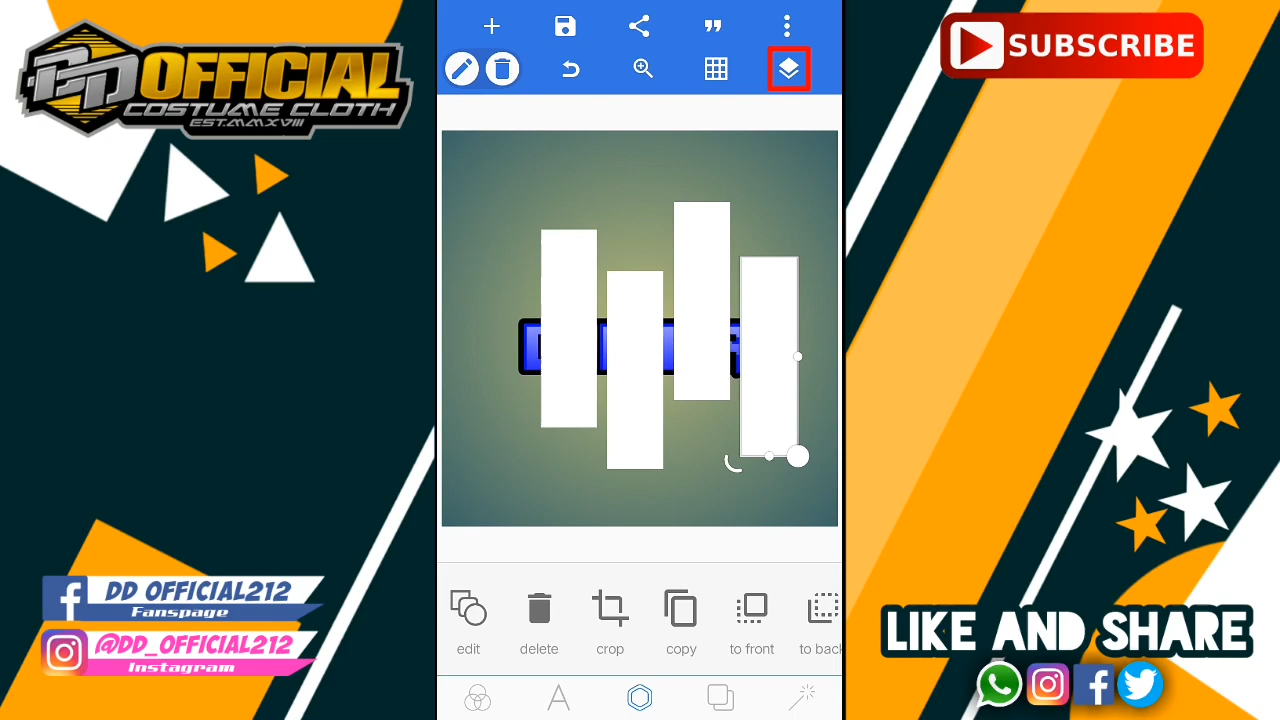 DD OFFICIAL
COSTUME CLOTH
EST.MMXVIII
SUBSCRIBE
edit
delete
crop
copy
to front
to back
DD OFFICIAL212
Fanspage
@DD_OFFICIAL212
Instagram
LIKE AND SHARE